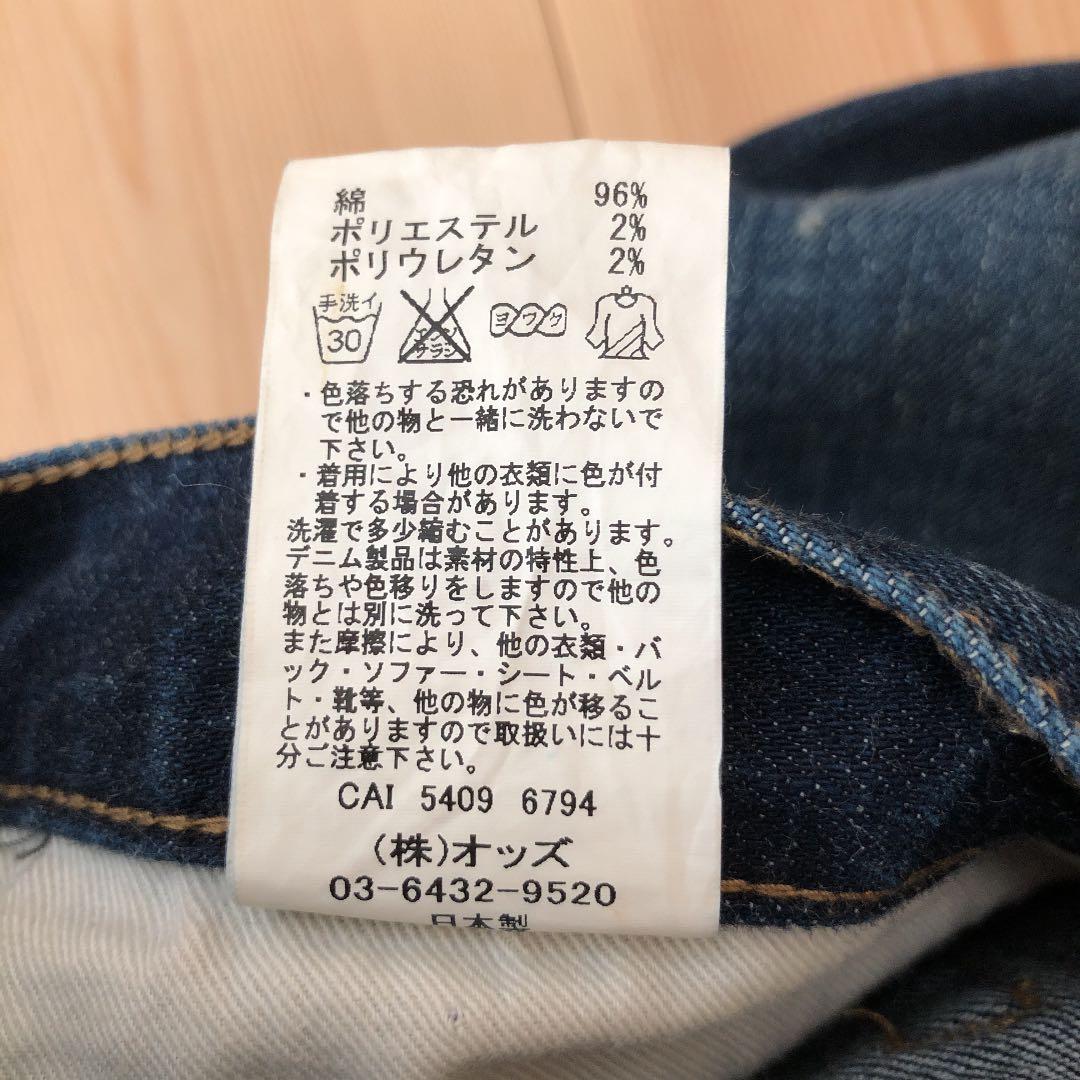 綿 96%
ポリエステル 2%
ポリウレタン 2%
手洗イ
30
エンソ
サラシ
ヨワク
・色落ちする恐れがありますの
で他の物と一緒に洗わないで
下さい。
・着用により他の衣類に色が付
着する場合があります。
洗濯で多少縮むことがあります。
デニム製品は素材の特性上、色
落ちや色移りをしますので他の
物とは別に洗って下さい。
また摩擦により、他の衣類・バ
ック・ソファー・シート・ベル
ト・靴等、他の物に色が移るこ
とがありますので取扱いには十
分ご注意下さい。
CAI 5409 6794
(株)オッズ
03-6432-9520
日本製